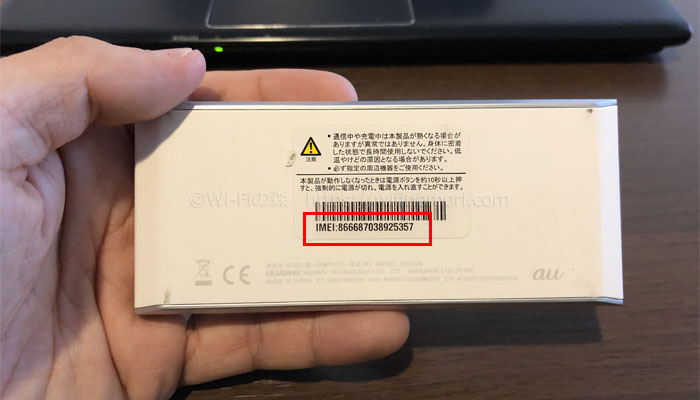 •通信中や充電中は本製品が熱くなる場合が
ありますが異常ではありません。身体に密着
した状態で長時間使用しないでください。低
温やけどの原因となる場合があります。
•必ず指定の周辺機器をご使用ください。
注意
本製品が動作しなくなったときは電源ボタンを約10秒以上押
すと、強制的に電源が切れ、電源を入れ直すことができます。
©Wi-Fiの森 https://wifinomori.com
IMEI:866687038925357
HUAWEI HUAWEI TECHNOLOGIES CO., LTD.
MADE IN CHINA
au